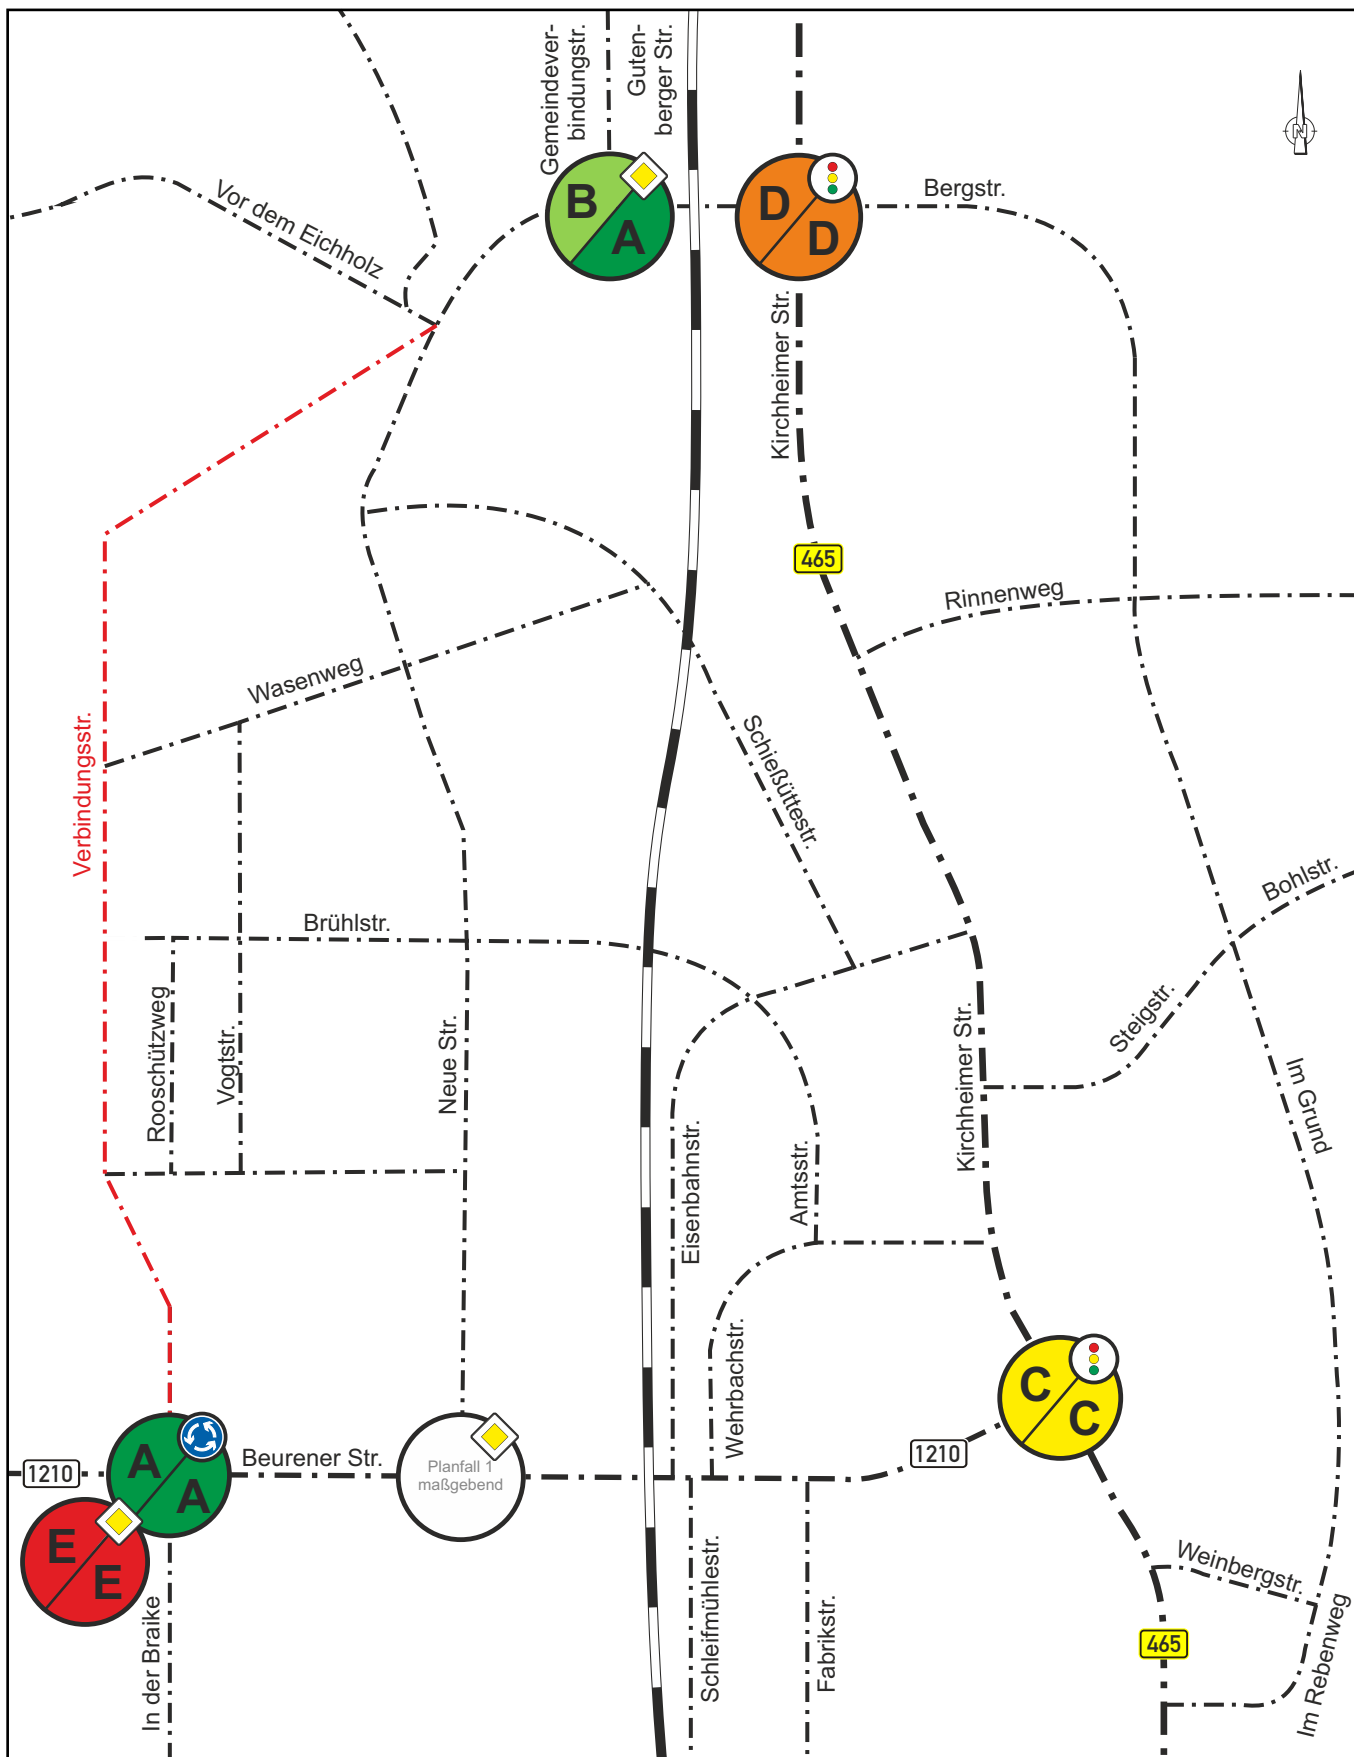 Gemeindever-
bindungstr.
Guten-
berger Str.
N
B
A
D
D
Bergstr.
Vor dem Eichholz
Kirchheimer Str.
465
Rinnenweg
Wasenweg
Verbindungsstr.
Schießüttestr.
Bohlstr.
Brühlstr.
Rooschützweg
Vogtstr.
Neue Str.
Kirchheimer Str.
Steigstr.
Im Grund
Eisenbahnstr.
Amtsstr.
Wehrbachstr.
C
C
A
A
1210
Beurener Str.
Planfall 1
maßgebend
1210
E
E
Weinbergstr.
In der Braike
Schleifmühlestr.
Fabrikstr.
465
Im Rebenweg